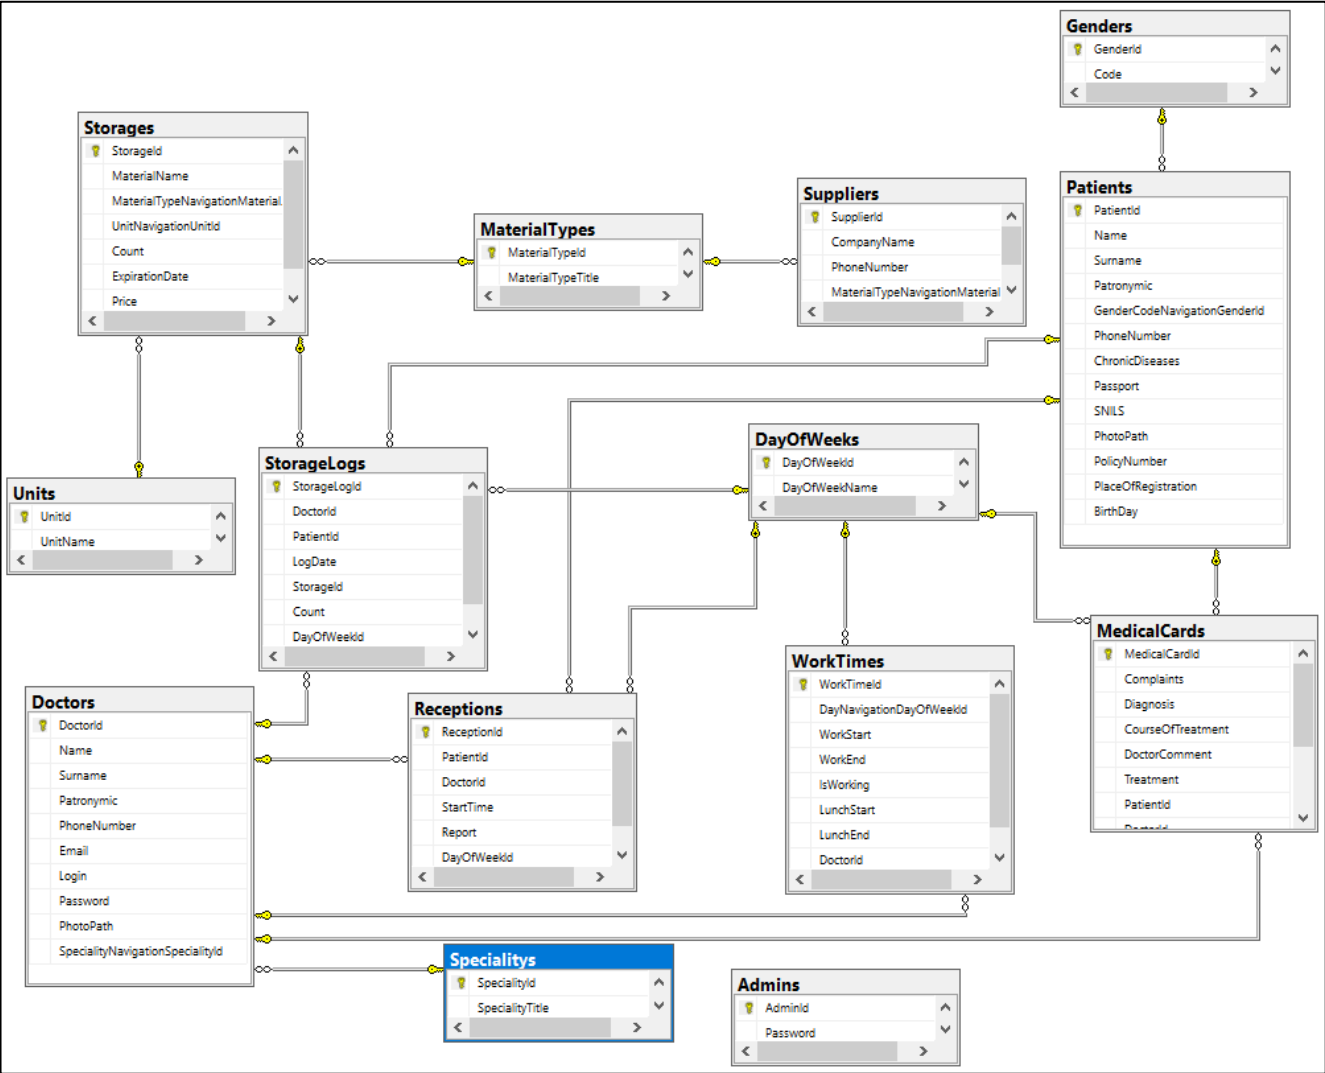 Genders
GenderId
Code
Storages
StorageId
MaterialName
MaterialTypeNavigationMaterial
UnitNavigationUnitId
Count
ExpirationDate
Price
MaterialTypes
MaterialTypeId
MaterialTypeTitle
Suppliers
SupplierId
CompanyName
PhoneNumber
MaterialTypeNavigationMaterial
Patients
PatientId
Name
Surname
Patronymic
GenderCodeNavigationGenderId
PhoneNumber
ChronicDiseases
Passport
SNILS
PhotoPath
PolicyNumber
PlaceOfRegistration
BirthDay
Units
UnitId
UnitName
StorageLogs
StorageLogId
DoctorId
PatientId
LogDate
StorageId
Count
DayOfWeekId
DayOfWeeks
DayOfWeekId
DayOfWeekName
Doctors
DoctorId
Name
Surname
Patronymic
PhoneNumber
Email
Login
Password
PhotoPath
SpecialityNavigationSpecialityId
Receptions
ReceptionId
PatientId
DoctorId
StartTime
Report
DayOfWeekId
WorkTimes
WorkTimeId
DayNavigationDayOfWeekId
WorkStart
WorkEnd
IsWorking
LunchStart
LunchEnd
DoctorId
MedicalCards
MedicalCardId
Complaints
Diagnosis
CourseOfTreatment
DoctorComment
Treatment
PatientId
DoctorId
Specialitys
SpecialityId
SpecialityTitle
Admins
AdminId
Password